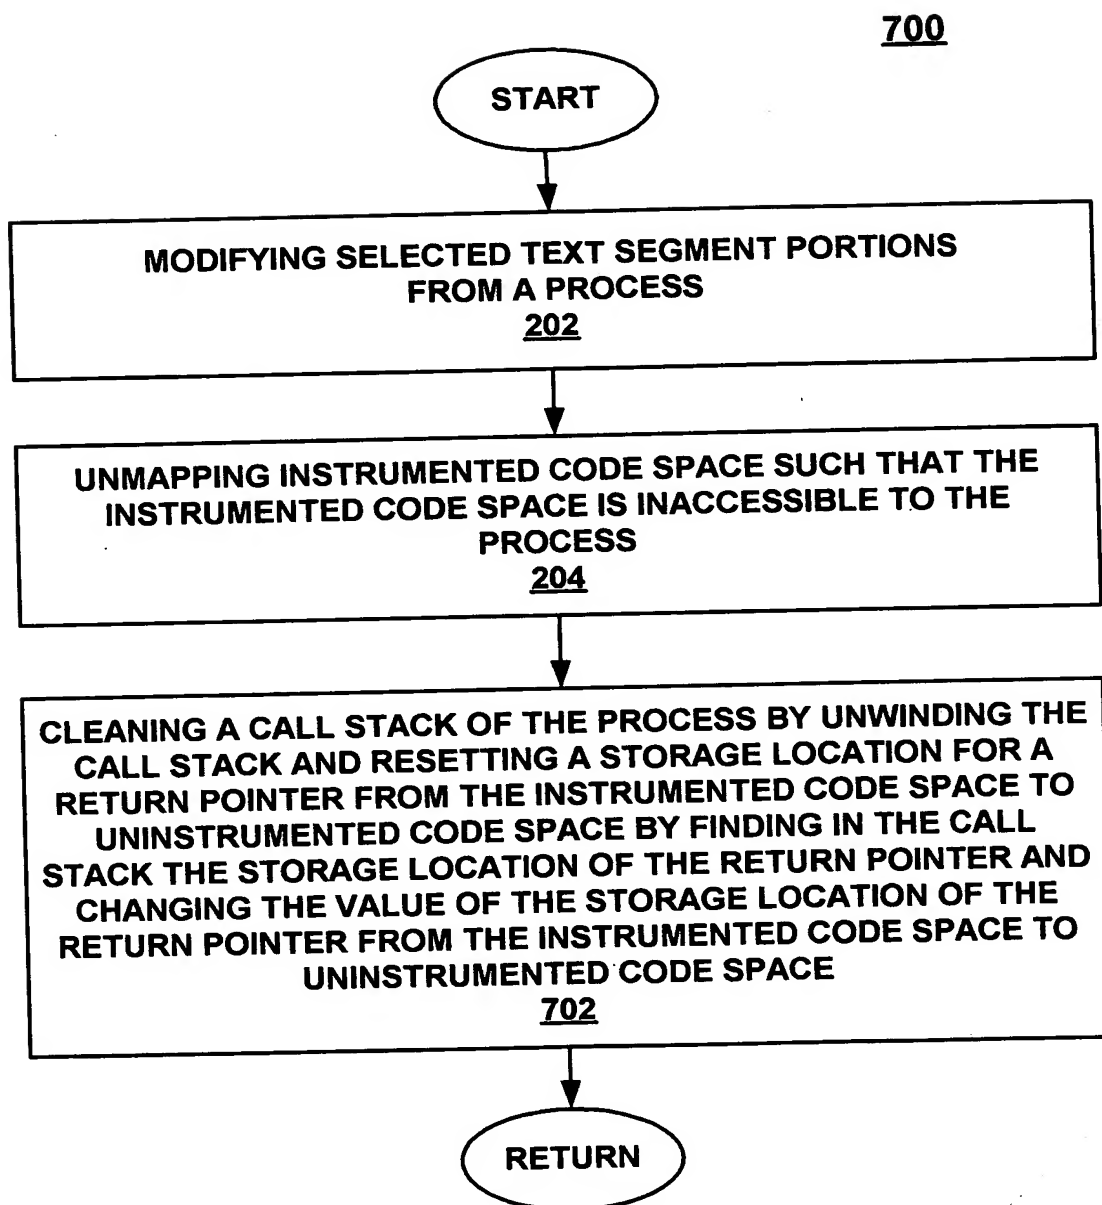 700
START
MODIFYING SELECTED TEXT SEGMENT PORTIONS
FROM A PROCESS
202
UNMAPPING INSTRUMENTED CODE SPACE SUCH THAT THE
INSTRUMENTED CODE SPACE IS INACCESSIBLE TO THE
PROCESS
204
CLEANING A CALL STACK OF THE PROCESS BY UNWINDING THE
CALL STACK AND RESETTING A STORAGE LOCATION FOR A
RETURN POINTER FROM THE INSTRUMENTED CODE SPACE TO
UNINSTRUMENTED CODE SPACE BY FINDING IN THE CALL
STACK THE STORAGE LOCATION OF THE RETURN POINTER AND
CHANGING THE VALUE OF THE STORAGE LOCATION OF THE
RETURN POINTER FROM THE INSTRUMENTED CODE SPACE TO
UNINSTRUMENTED CODE SPACE
702
RETURN